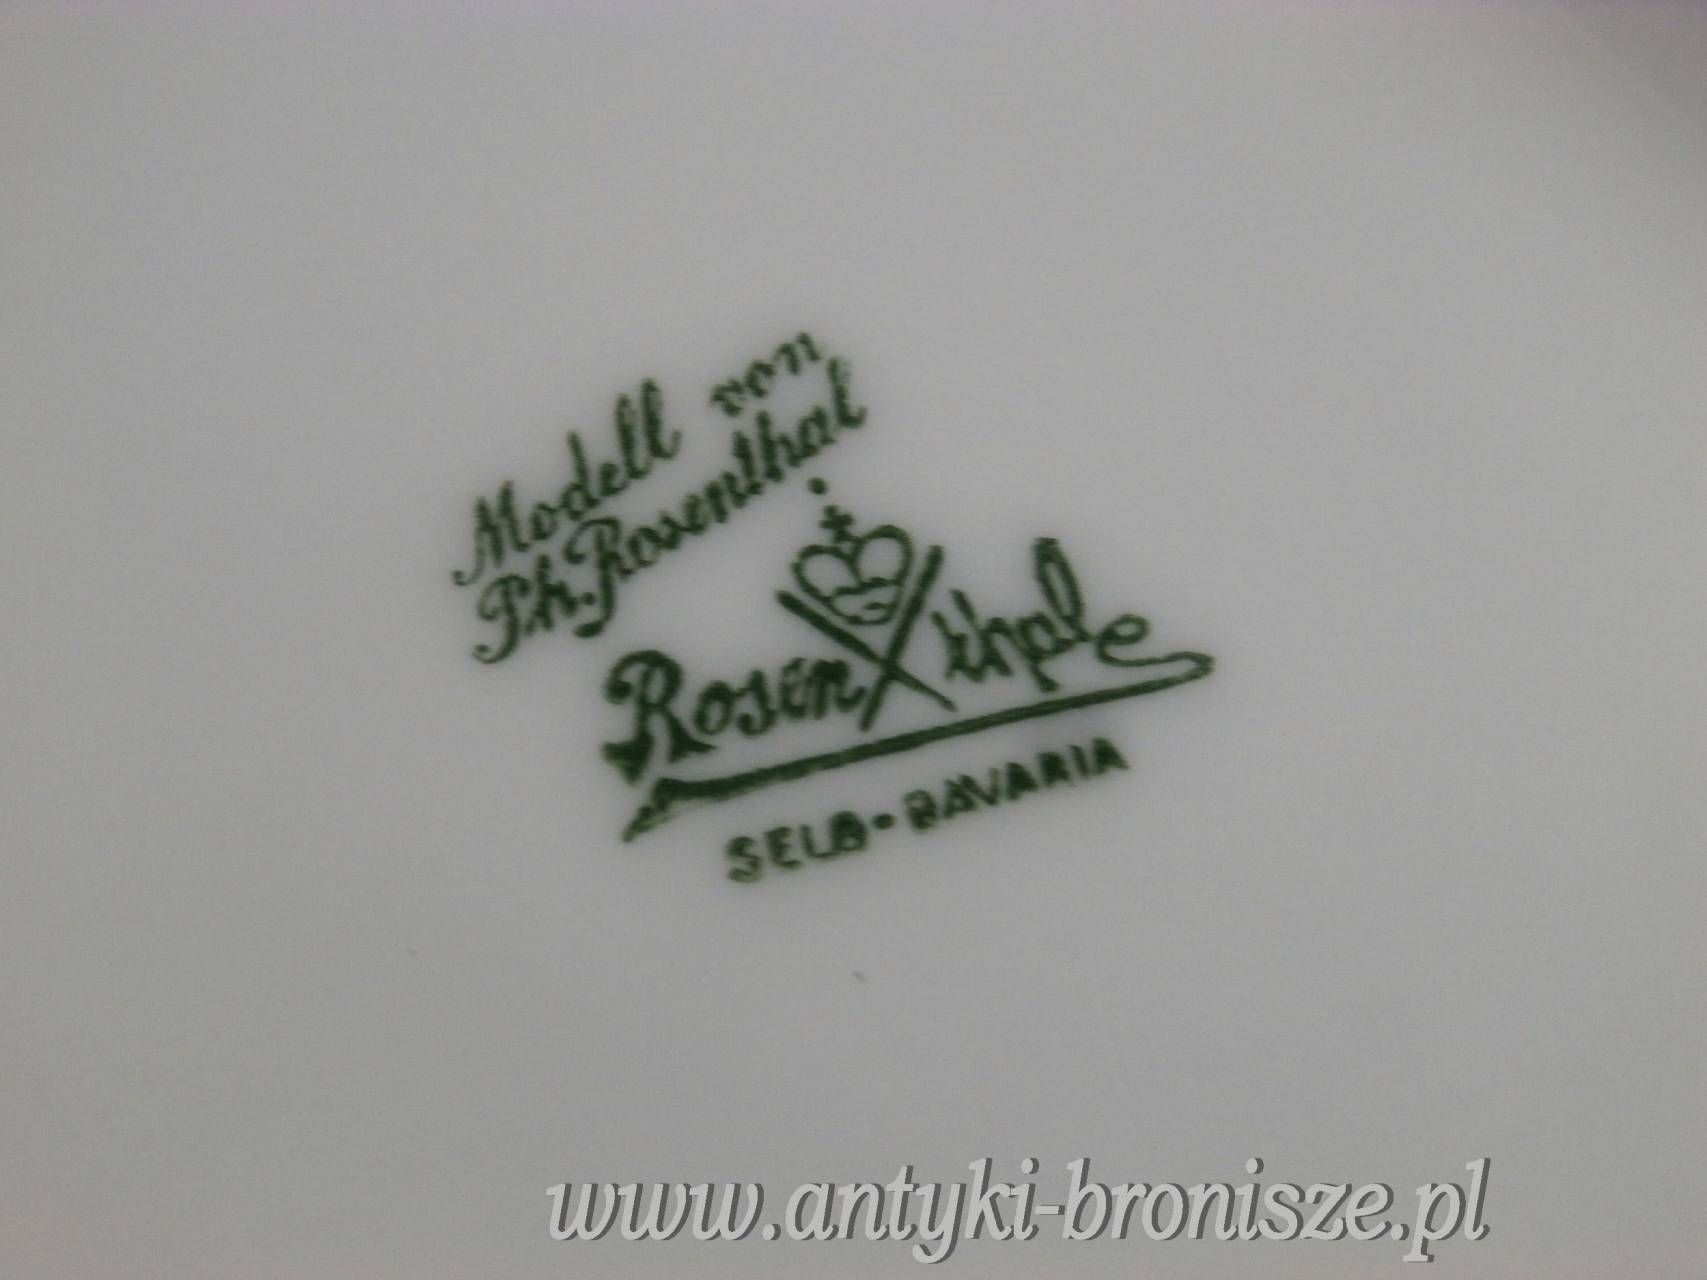 Modell von
Ph. Rosenthal
Rosenthal
SELB • BAVARIA
www.antyki-bronisze.pl